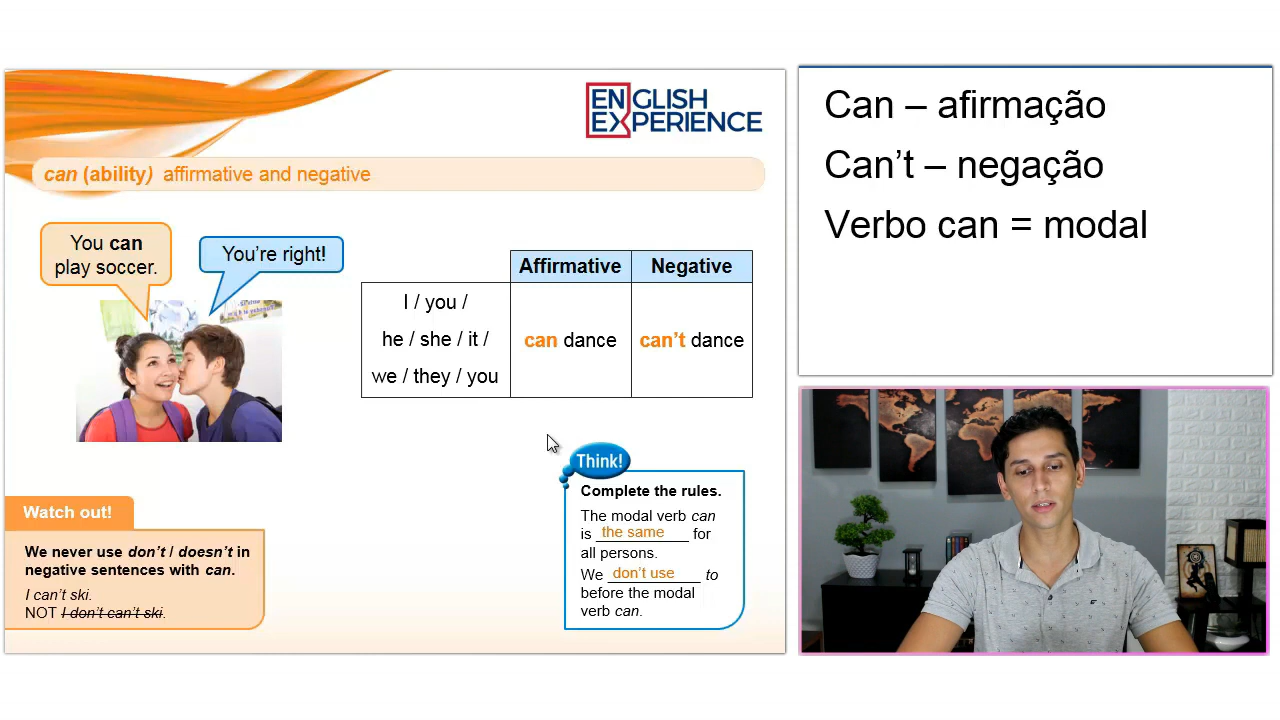 ENGLISH
EXPERIENCE
can (ability) affirmative and negative
You can
play soccer.
You're right!
Affirmative
Negative
I / you /
he / she / it /
we / they / you
can dance
can't dance
Think!
Complete the rules.
The modal verb can
is the same for
all persons.
We don't use to
before the modal
verb can.
Watch out!
We never use don't / doesn't in
negative sentences with can.
I can't ski.
NOT I don't can't ski.
Can – afirmação
Can't – negação
Verbo can = modal